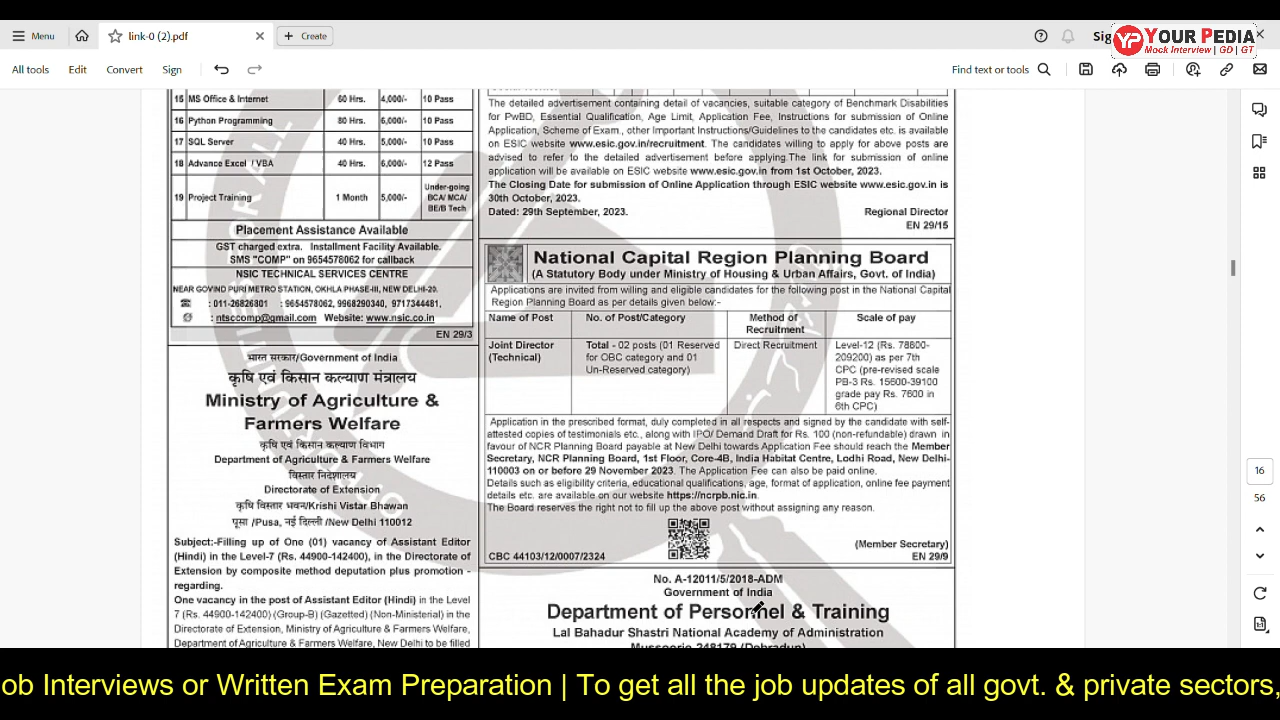 Menu
link-0 (2).pdf
Create
Sig
YP YOUR PEDIA
Mock Interview | GD | GT
All tools Edit Convert Sign
Find text or tools
15 MS Office & Internet 60 Hrs. 4,000/- 10 Pass
16 Python Programming 80 Hrs. 6,000/- 10 Pass
17 SQL Server 40 Hrs. 5,000/- 10 Pass
18 Advance Excel / VBA 40 Hrs. 6,000/- 12 Pass
19 Project Training 1 Month 5,000/- Under-going
BCA/ MCA/
BE/B Tech
Placement Assistance Available
GST charged extra. Installment Facility Available.
SMS "COMP" on 9654578062 for callback
NSIC TECHNICAL SERVICES CENTRE
NEAR GOVIND PURI METRO STATION, OKHLA PHASE-III, NEW DELHI-20.
: 011-26826801 : 9654578062, 9968290340, 9717344481,
: ntsccomp@gmail.com Website: www.nsic.co.in
EN 29/3
भारत सरकार/Government of India
कृषि एवं किसान कल्याण मंत्रालय
Ministry of Agriculture &
Farmers Welfare
कृषि एवं किसान कल्याण विभाग
Department of Agriculture & Farmers Welfare
विस्तार निदेशालय
Directorate of Extension
कृषि विस्तार भवन/Krishi Vistar Bhawan
पूसा /Pusa, नई दिल्ली /New Delhi 110012
Subject:-Filling up of One (01) vacancy of Assistant Editor
(Hindi) in the Level-7 (Rs. 44900-142400), in the Directorate of
Extension by composite method deputation plus promotion -
regarding.
One vacancy in the post of Assistant Editor (Hindi) in the Level
7 (Rs. 44900-142400) (Group-B) (Gazetted) (Non-Ministerial) in the
Directorate of Extension, Ministry of Agriculture & Farmers Welfare,
Department of Agriculture & Farmers Welfare, New Delhi to be filled
The detailed advertisement containing detail of vacancies, suitable category of Benchmark Disabilities
for PwBD, Essential Qualification, Age Limit, Application Fee, Instructions for submission of Online
Application, Scheme of Exam., other Important Instructions/Guidelines to the candidates etc. is available
on ESIC website www.esic.gov.in/recruitment. The candidates willing to apply for above posts are
advised to refer to the detailed advertisement before applying.The link for submission of online
application will be available on ESIC website www.esic.gov.in from 1st October, 2023.
The Closing Date for submission of Online Application through ESIC website www.esic.gov.in is
30th October, 2023.
Dated: 29th September, 2023. Regional Director
EN 29/15
National Capital Region Planning Board
(A Statutory Body under Ministry of Housing & Urban Affairs, Govt. of India)
Applications are invited from willing and eligible candidates for the following post in the National Capital
Region Planning Board as per details given below:-
Name of Post No. of Post/Category Method of
Recruitment Scale of pay
Joint Director
(Technical)
Total - 02 posts (01 Reserved
for OBC category and 01
Un-Reserved category)
Direct Recruitment
Level-12 (Rs. 78800-
209200) as per 7th
CPC (pre-revised scale
PB-3 Rs. 15600-39100
grade pay Rs. 7600 in
6th CPC)
Application in the prescribed format, duly completed in all respects and signed by the candidate with self-
attested copies of testimonials etc., along with IPO/ Demand Draft for Rs. 100 (non-refundable) drawn in
favour of NCR Planning Board payable at New Delhi towards Application Fee should reach the Member
Secretary, NCR Planning Board, 1st Floor, Core-4B, India Habitat Centre, Lodhi Road, New Delhi-
110003 on or before 29 November 2023. The Application Fee can also be paid online.
Details such as eligibility criteria, educational qualifications, age, format of application, online fee payment
details etc. are available on our website https://ncrpb.nic.in.
The Board reserves the right not to fill up the above post without assigning any reason.
(Member Secretary)
CBC 44103/12/0007/2324 EN 29/9
No. A-12011/5/2018-ADM
Government of India
Department of Personnel & Training
Lal Bahadur Shastri National Academy of Administration
Mussoorie-248179 (Dehradun)
16
56
ob Interviews or Written Exam Preparation | To get all the job updates of all govt. & private sectors,